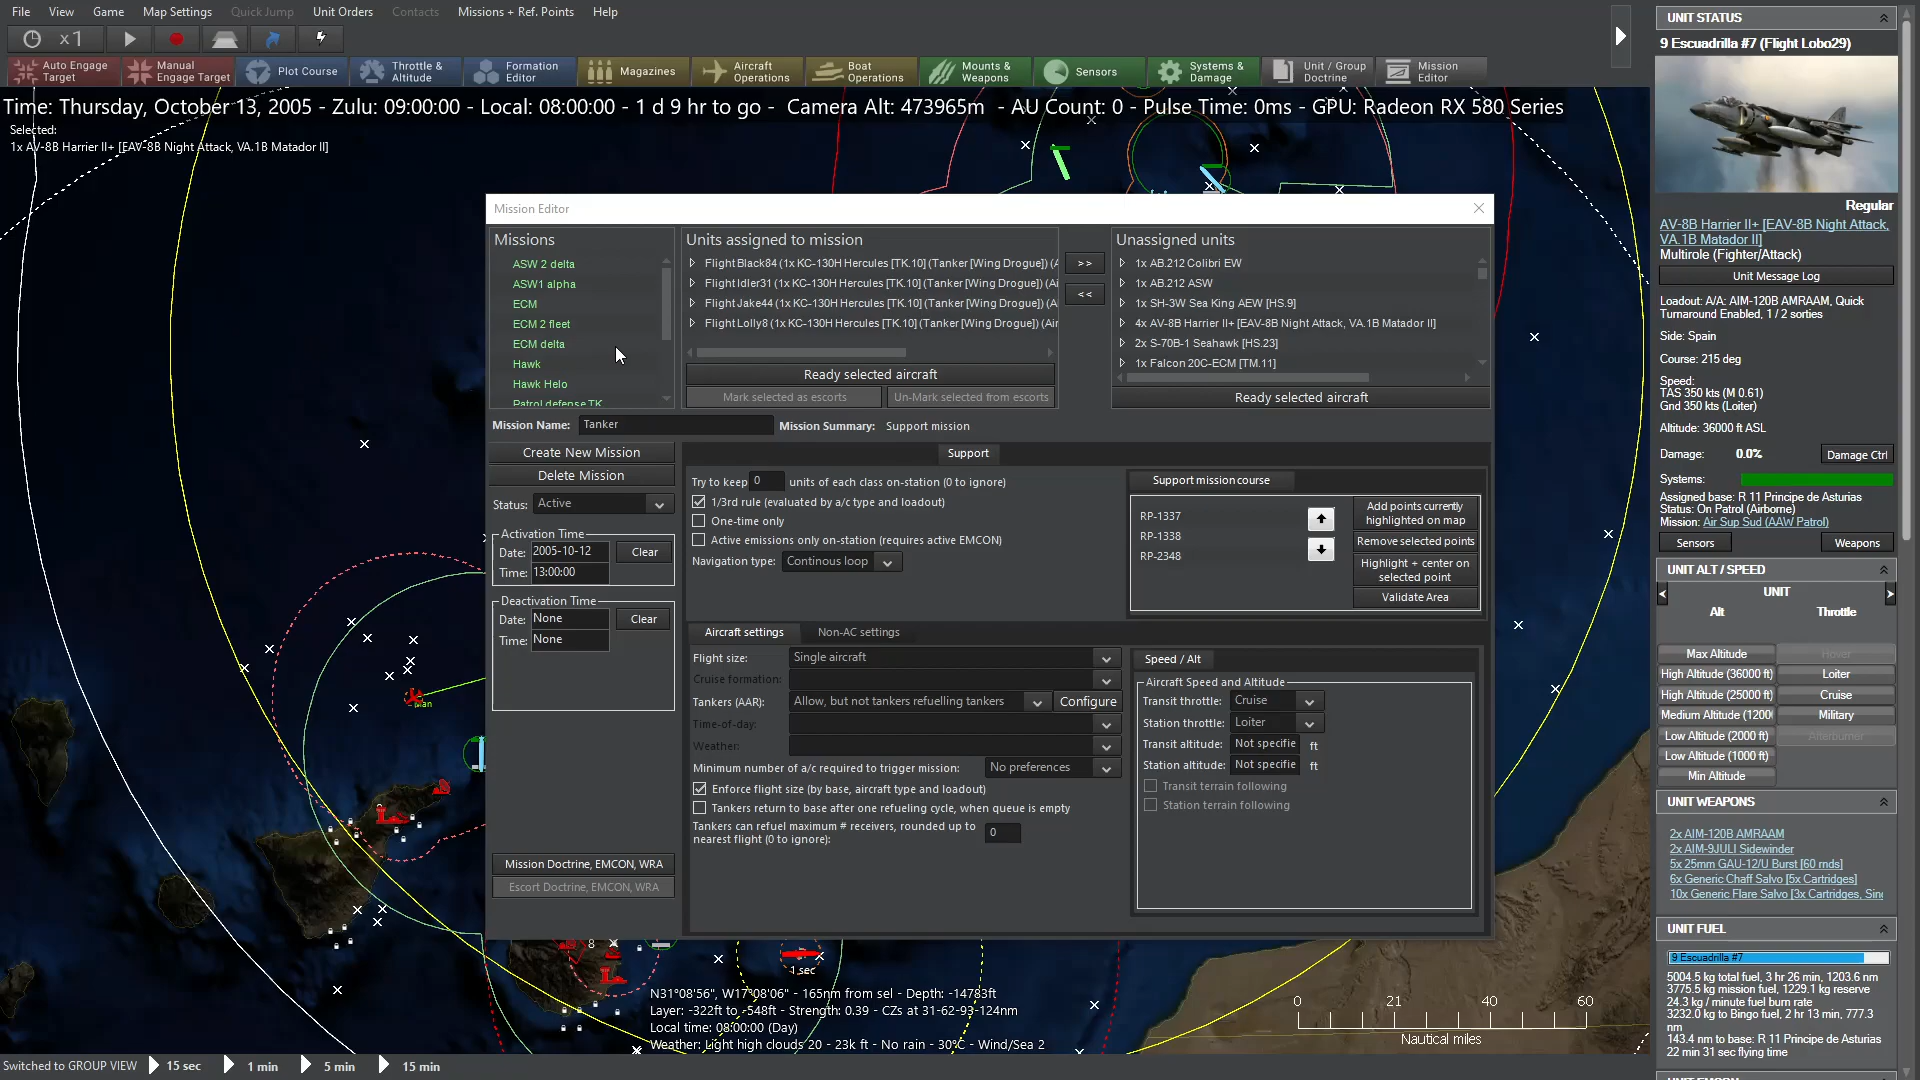 File View Game Map Settings Quick Jump Unit Orders Contacts Missions + Ref. Points Help
x1
Auto Engage Target
Manual Engage Target
Plot Course
Throttle & Altitude
Formation Editor
Magazines
Aircraft Operations
Boat Operations
Mounts & Weapons
Sensors
Systems & Damage
Unit / Group Doctrine
Mission Editor
Time: Thursday, October 13, 2005 - Zulu: 09:00:00 - Local: 08:00:00 - 1 d 9 hr to go - Camera Alt: 473965m - AU Count: 0 - Pulse Time: 0ms - GPU: Radeon RX 580 Series
Selected:
1x AV-8B Harrier II+ [EAV-8B Night Attack, VA.1B Matador II]
Mission Editor
Missions
ASW 2 delta
ASW1 alpha
ECM
ECM 2 fleet
ECM delta
Hawk
Hawk Helo
Patrol defense TK
Units assigned to mission
Flight Black84 (1x KC-130H Hercules [TK.10] (Tanker [Wing Drogue]) (A
Flight Idler31 (1x KC-130H Hercules [TK.10] (Tanker [Wing Drogue]) (Ai
Flight Jake44 (1x KC-130H Hercules [TK.10] (Tanker [Wing Drogue]) (A
Flight Lolly8 (1x KC-130H Hercules [TK.10] (Tanker [Wing Drogue]) (Air
Ready selected aircraft
Mark selected as escorts
Un-Mark selected from escorts
>>
<<
Unassigned units
1x AB.212 Colibri EW
1x AB.212 ASW
1x SH-3W Sea King AEW [HS.9]
4x AV-8B Harrier II+ [EAV-8B Night Attack, VA.1B Matador II]
2x S-70B-1 Seahawk [HS.23]
1x Falcon 20C-ECM [TM.11]
Ready selected aircraft
Mission Name: Tanker
Mission Summary: Support mission
Create New Mission
Delete Mission
Status: Active
Activation Time
Date: 2005-10-12 Clear
Time: 13:00:00
Deactivation Time
Date: None Clear
Time: None
Mission Doctrine, EMCON, WRA
Escort Doctrine, EMCON, WRA
Support
Try to keep 0 units of each class on-station (0 to ignore)
1/3rd rule (evaluated by a/c type and loadout)
One-time only
Active emissions only on-station (requires active EMCON)
Navigation type: Continous loop
Support mission course
RP-1337
RP-1338
RP-2348
Add points currently highlighted on map
Remove selected points
Highlight + center on selected point
Validate Area
Aircraft settings Non-AC settings
Flight size: Single aircraft
Cruise formation:
Tankers (AAR): Allow, but not tankers refuelling tankers Configure
Time-of-day:
Weather:
Minimum number of a/c required to trigger mission: No preferences
Enforce flight size (by base, aircraft type and loadout)
Tankers return to base after one refueling cycle, when queue is empty
Tankers can refuel maximum # receivers, rounded up to nearest flight (0 to ignore): 0
Speed / Alt
Aircraft Speed and Altitude
Transit throttle: Cruise
Station throttle: Loiter
Transit altitude: Not specifie ft
Station altitude: Not specifie ft
Transit terrain following
Station terrain following
8
1 sec
N31°08'56", W17°08'06" - 165nm from sel - Depth: -14783ft
Layer: -322ft to -548ft - Strength: 0.39 - CZs at 31-62-93-124nm
Local time: 08:00:00 (Day)
Weather: Light high clouds 20 - 23k ft - No rain - 30°C - Wind/Sea 2
0 21 40 60
Nautical miles
Switched to GROUP VIEW 15 sec 1 min 5 min 15 min
UNIT STATUS
9 Escuadrilla #7 (Flight Lobo29)
Regular
AV-8B Harrier II+ [EAV-8B Night Attack,
VA.1B Matador II]
Multirole (Fighter/Attack)
Unit Message Log
Loadout: A/A: AIM-120B AMRAAM, Quick
Turnaround Enabled, 1 / 2 sorties
Side: Spain
Course: 215 deg
Speed:
TAS 350 kts (M 0.61)
Gnd 350 kts (Loiter)
Altitude: 36000 ft ASL
Damage: 0.0% Damage Ctrl
Systems:
Assigned base: R 11 Principe de Asturias
Status: On Patrol (Airborne)
Mission: Air Sup Sud (AAW Patrol)
Sensors Weapons
UNIT ALT / SPEED
< UNIT >
Alt Throttle
Max Altitude Hover
High Altitude (36000 ft) Loiter
High Altitude (25000 ft) Cruise
Medium Altitude (1200 Military
Low Altitude (2000 ft) Afterburner
Low Altitude (1000 ft)
Min Altitude
UNIT WEAPONS
2x AIM-120B AMRAAM
2x AIM-9JULI Sidewinder
5x 25mm GAU-12/U Burst [60 rnds]
6x Generic Chaff Salvo [5x Cartridges]
10x Generic Flare Salvo [3x Cartridges, Sin
UNIT FUEL
9 Escuadrilla #7
5004.5 kg total fuel, 3 hr 26 min, 1203.6 nm
3775.5 kg mission fuel, 1229.1 kg reserve
24.3 kg / minute fuel burn rate
3232.0 kg to Bingo fuel, 2 hr 13 min, 777.3
nm
143.4 nm to base: R 11 Principe de Asturias
22 min 31 sec flying time